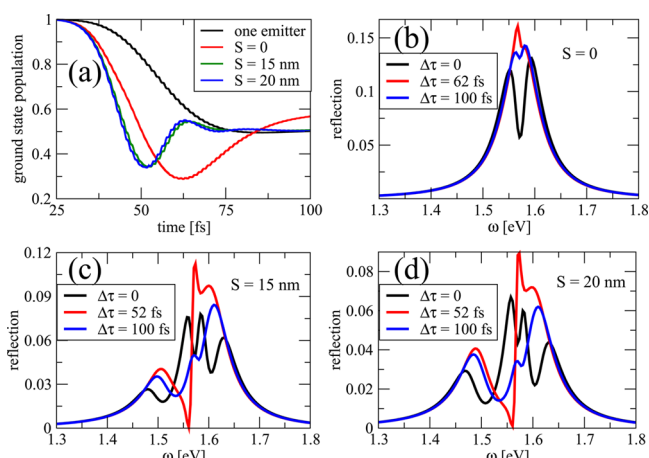 1
0.8
0.6
0.4
0.2
ground state population
(a)
one emitter
S = 0
S = 15 nm
S = 20 nm
25
50
75
100
time [fs]
0.15
0.1
0.05
0
reflection
(b)
Δτ = 0
Δτ = 62 fs
Δτ = 100 fs
S = 0
1.3
1.4
1.5
1.6
1.7
1.8
ω [eV]
0.12
0.09
0.06
0.03
0
reflection
(c)
Δτ = 0
Δτ = 52 fs
Δτ = 100 fs
S = 15 nm
1.3
1.4
1.5
1.6
1.7
1.8
ω [eV]
0.08
0.06
0.04
0.02
0
reflection
(d)
Δτ = 0
Δτ = 52 fs
Δτ = 100 fs
S = 20 nm
1.3
1.4
1.5
1.6
1.7
1.8
ω [eV]